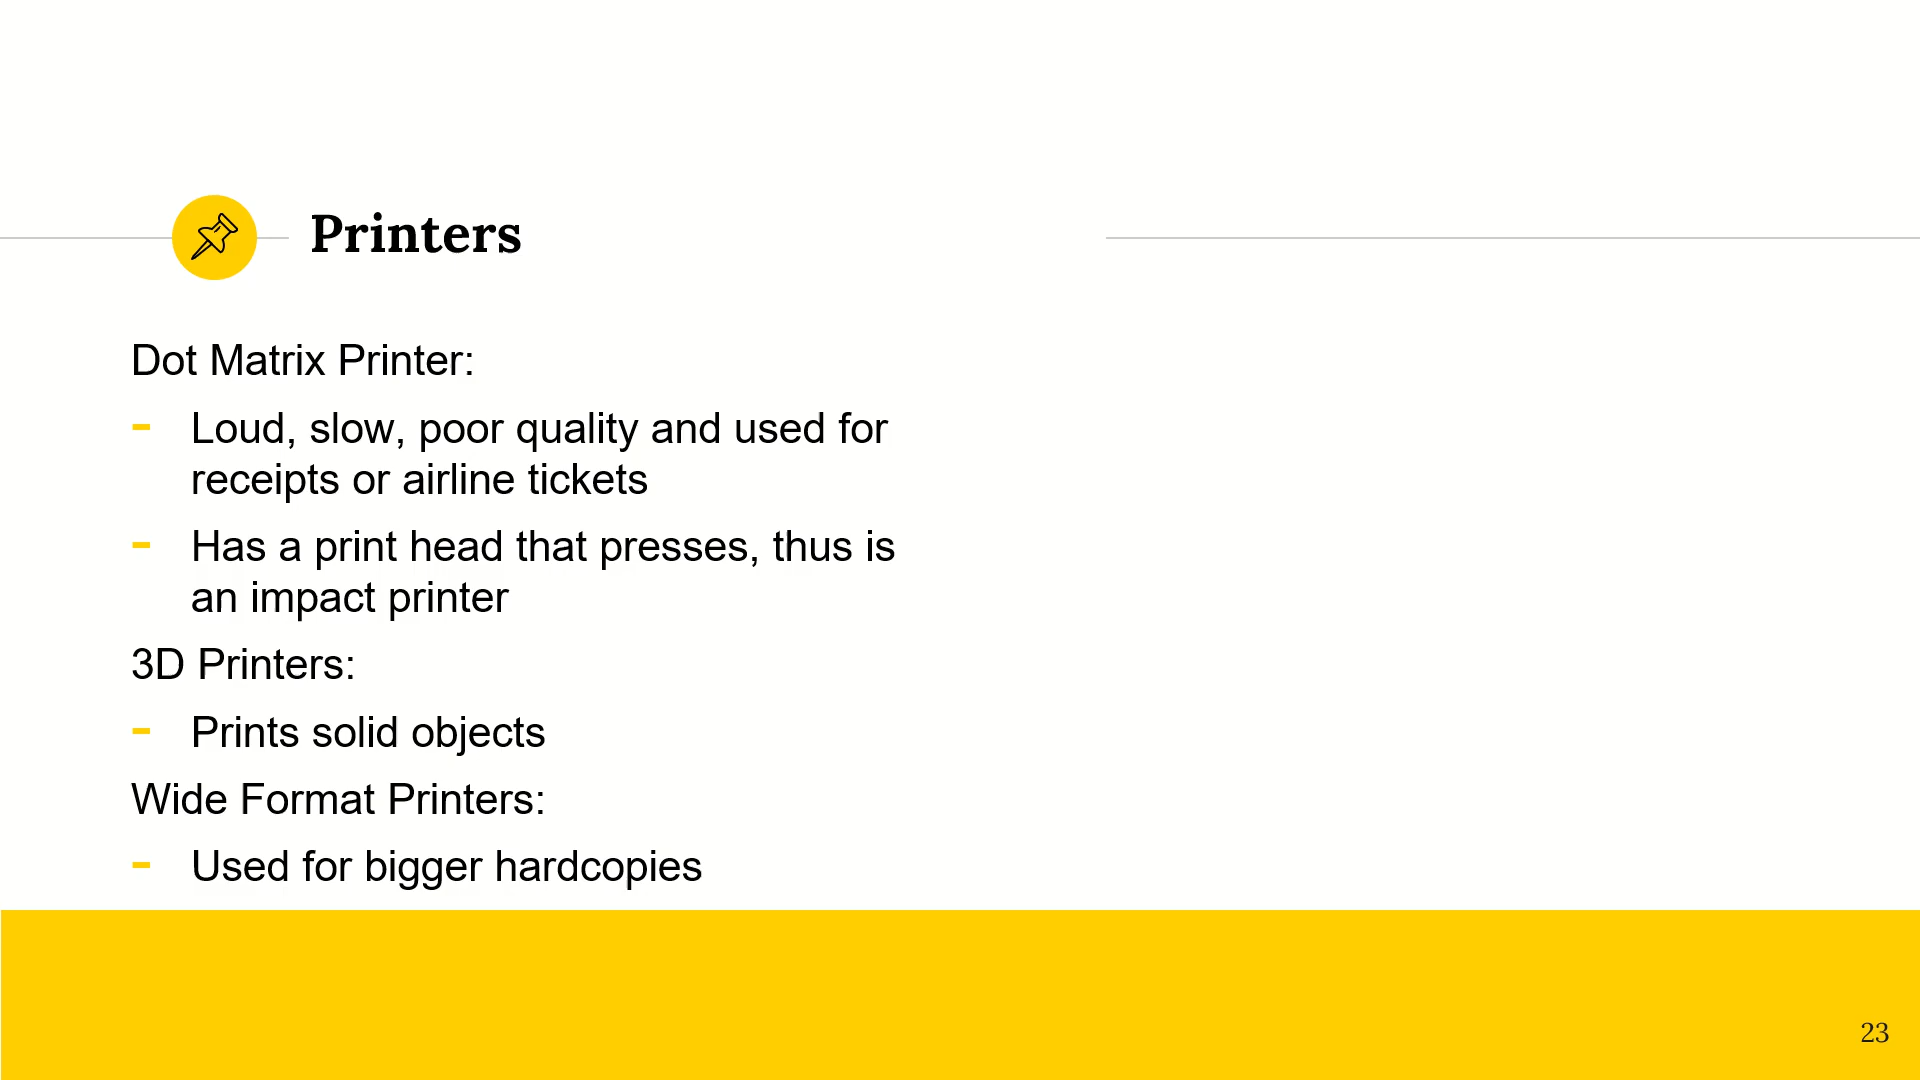 Printers
Dot Matrix Printer:
- Loud, slow, poor quality and used for
receipts or airline tickets
- Has a print head that presses, thus is
an impact printer
3D Printers:
- Prints solid objects
Wide Format Printers:
- Used for bigger hardcopies
23